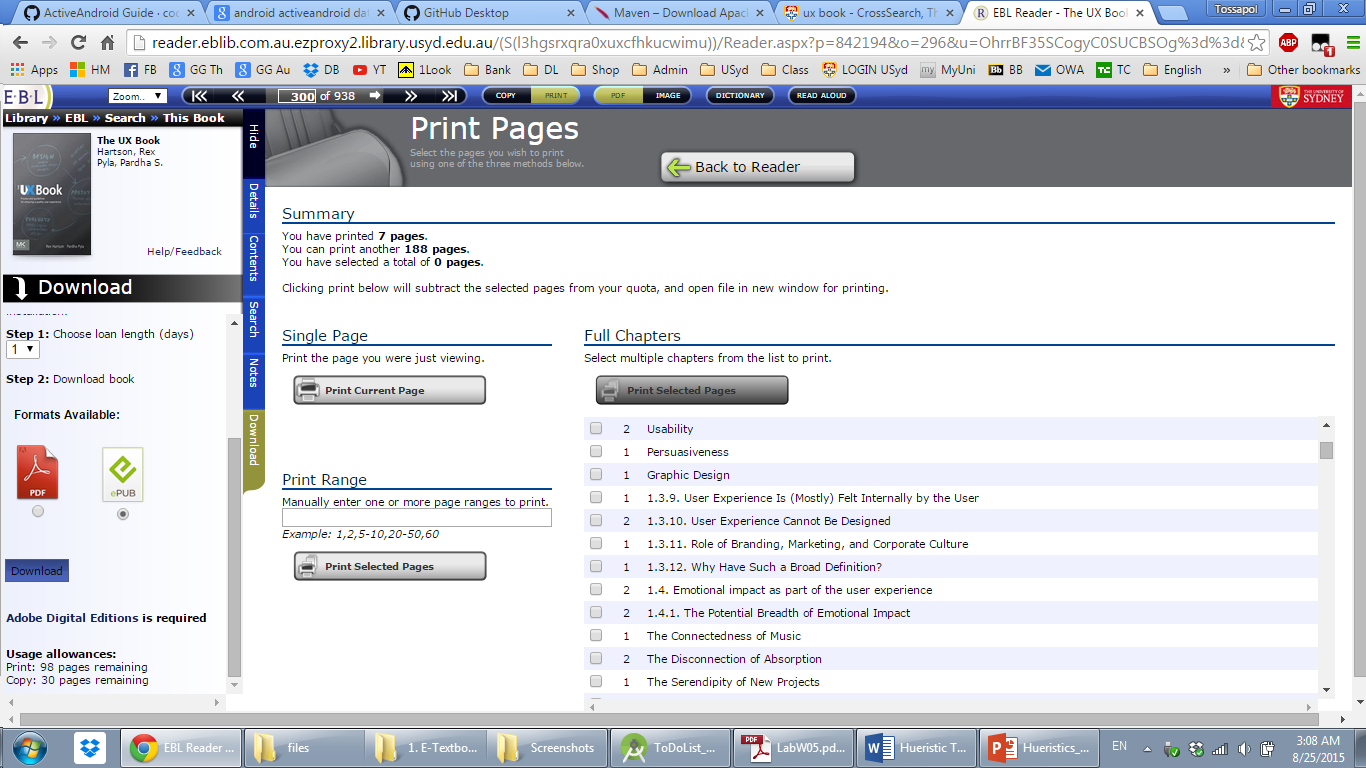 ActiveAndroid Guide · coc
android activeandroid dat
GitHub Desktop
Maven – Download Apac
ux book - CrossSearch, Th
EBL Reader - The UX Boo
Tossapol
reader.eblib.com.au.ezproxy2.library.usyd.edu.au/(S(l3hgsrxqra0xuxcfhkucwimu))/Reader.aspx?p=842194&o=296&u=OhrrBF35SCogyC0SUCBSOg%3d%3d&
ABP
1
Apps
HM
FB
GG Th
GG Au
DB
YT
1Look
Bank
DL
Shop
Admin
USyd
Class
LOGIN USyd
my MyUni
Bb BB
OWA
TC TC
English
»
Other bookmarks
E·B·L
Zoom..
300 of 938
COPY
PRINT
PDF
IMAGE
DICTIONARY
READ ALOUD
THE UNIVERSITY OF
SYDNEY
Library » EBL » Search » This Book
The UX Book
Hartson, Rex
Pyla, Pardha S.
The UX Book
MK
Help/Feedback
Download
installation.
Step 1: Choose loan length (days)
1
Step 2: Download book
Formats Available:
PDF
ePUB
Download
Adobe Digital Editions is required
Usage allowances:
Print: 98 pages remaining
Copy: 30 pages remaining
Hide
Details
Contents
Search
Notes
Download
Print Pages
Select the pages you wish to print
using one of the three methods below.
Back to Reader
Summary
You have printed 7 pages.
You can print another 188 pages.
You have selected a total of 0 pages.
Clicking print below will subtract the selected pages from your quota, and open file in new window for printing.
Single Page
Print the page you were just viewing.
Print Current Page
Print Range
Manually enter one or more page ranges to print.
Example: 1,2,5-10,20-50,60
Print Selected Pages
Full Chapters
Select multiple chapters from the list to print.
Print Selected Pages
2 Usability
1 Persuasiveness
1 Graphic Design
1 1.3.9. User Experience Is (Mostly) Felt Internally by the User
2 1.3.10. User Experience Cannot Be Designed
1 1.3.11. Role of Branding, Marketing, and Corporate Culture
1 1.3.12. Why Have Such a Broad Definition?
2 1.4. Emotional impact as part of the user experience
2 1.4.1. The Potential Breadth of Emotional Impact
1 The Connectedness of Music
2 The Disconnection of Absorption
1 The Serendipity of New Projects
EBL Reader ...
files
1. E-Textbo...
Screenshots
ToDoList_...
PDF
LabW05.pd...
Hueristic T...
Hueristics_...
EN
3:08 AM
8/25/2015